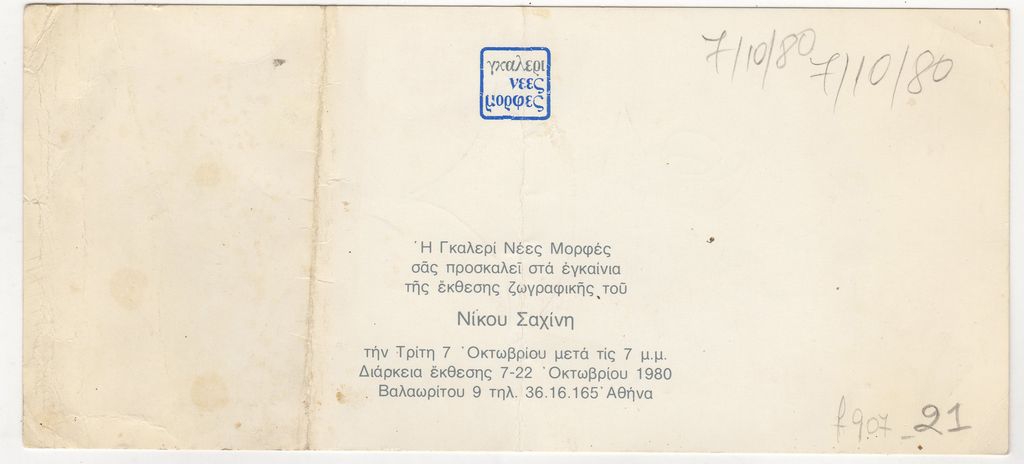 γκαλερί
νέες
μορφές
7/10/80 7/10/80
Ἡ Γκαλερί Νέες Μορφές
σᾶς προσκαλεῖ στά ἐγκαίνια
τῆς ἔκθεσης ζωγραφικῆς τοῦ
Νίκου Σαχίνη
τήν Τρίτη 7 Ὀκτωβρίου μετά τίς 7 μ.μ.
Διάρκεια ἔκθεσης 7-22 Ὀκτωβρίου 1980
Βαλαωρίτου 9 τηλ. 36.16.165 Ἀθήνα
f907_21